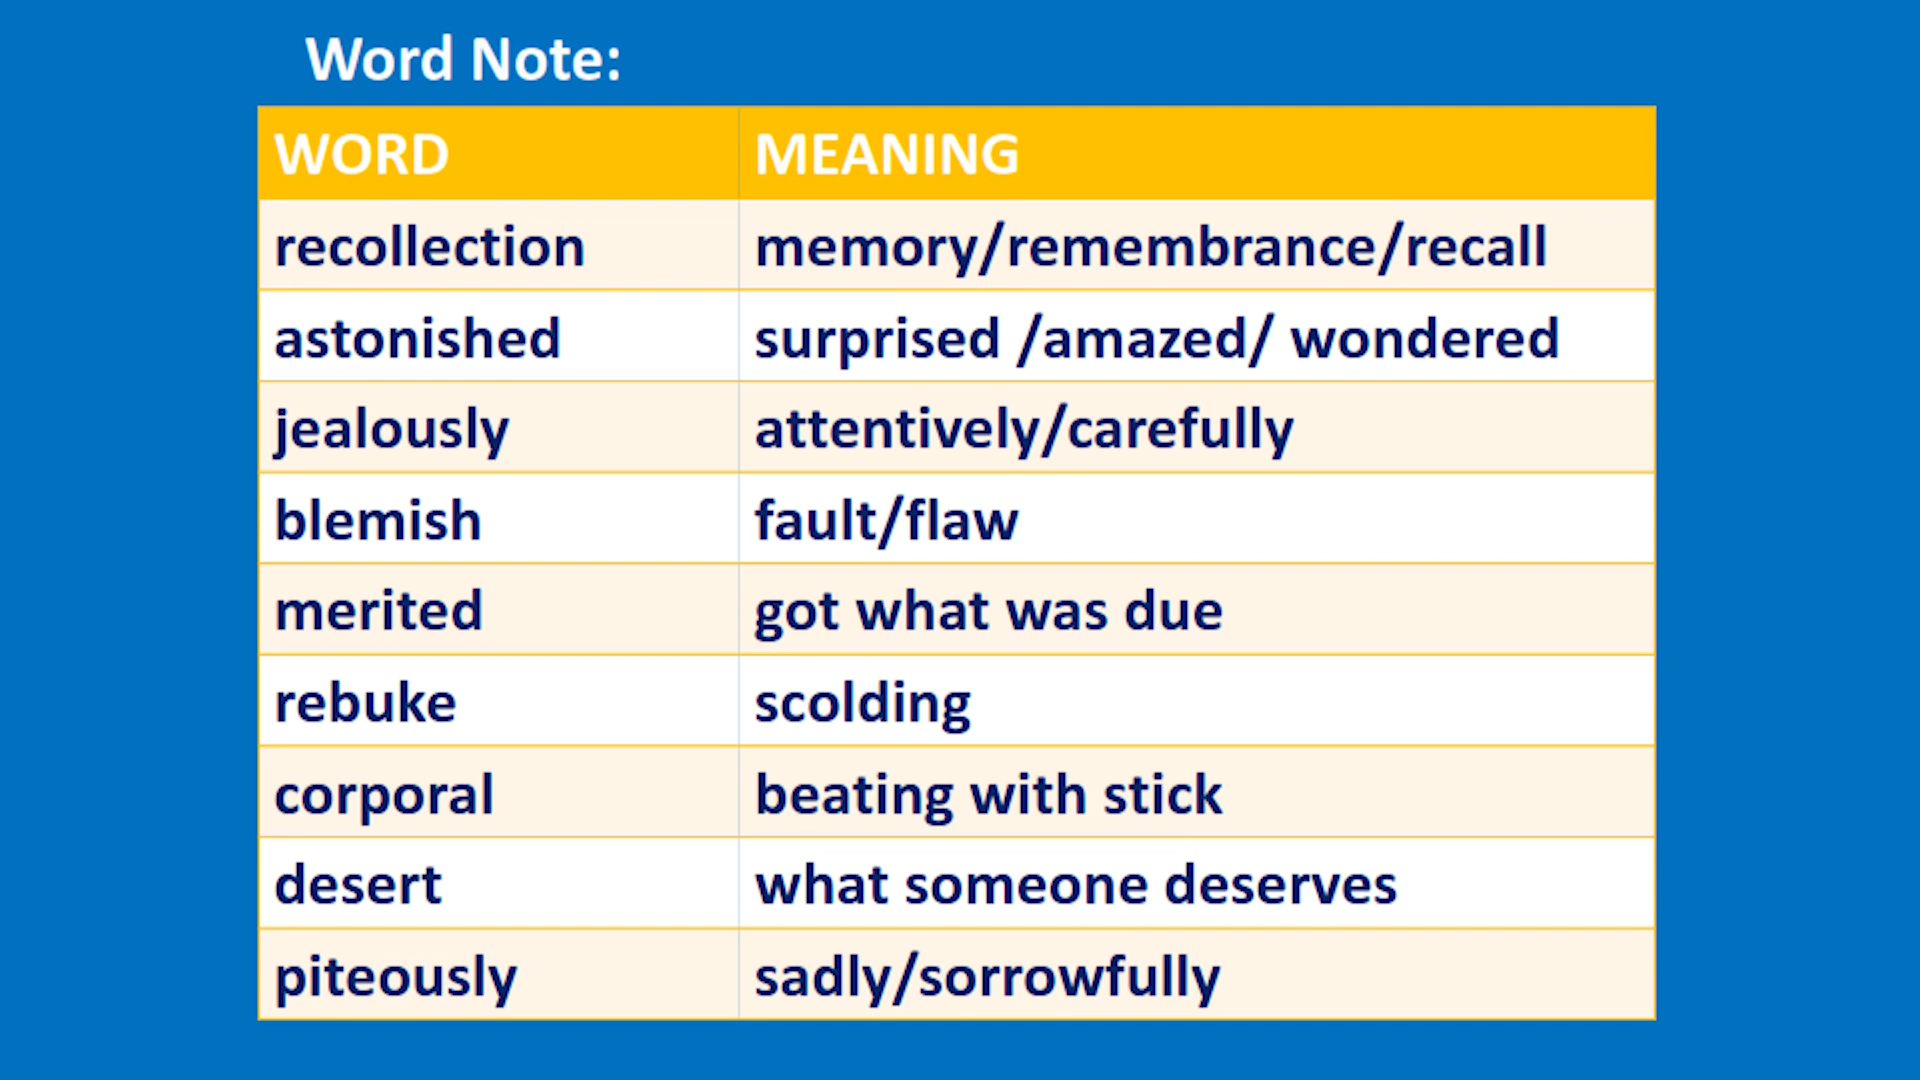 Word Note:
WORD MEANING
recollection memory/remembrance/recall
astonished surprised /amazed/ wondered
jealously attentively/carefully
blemish fault/flaw
merited got what was due
rebuke scolding
corporal beating with stick
desert what someone deserves
piteously sadly/sorrowfully